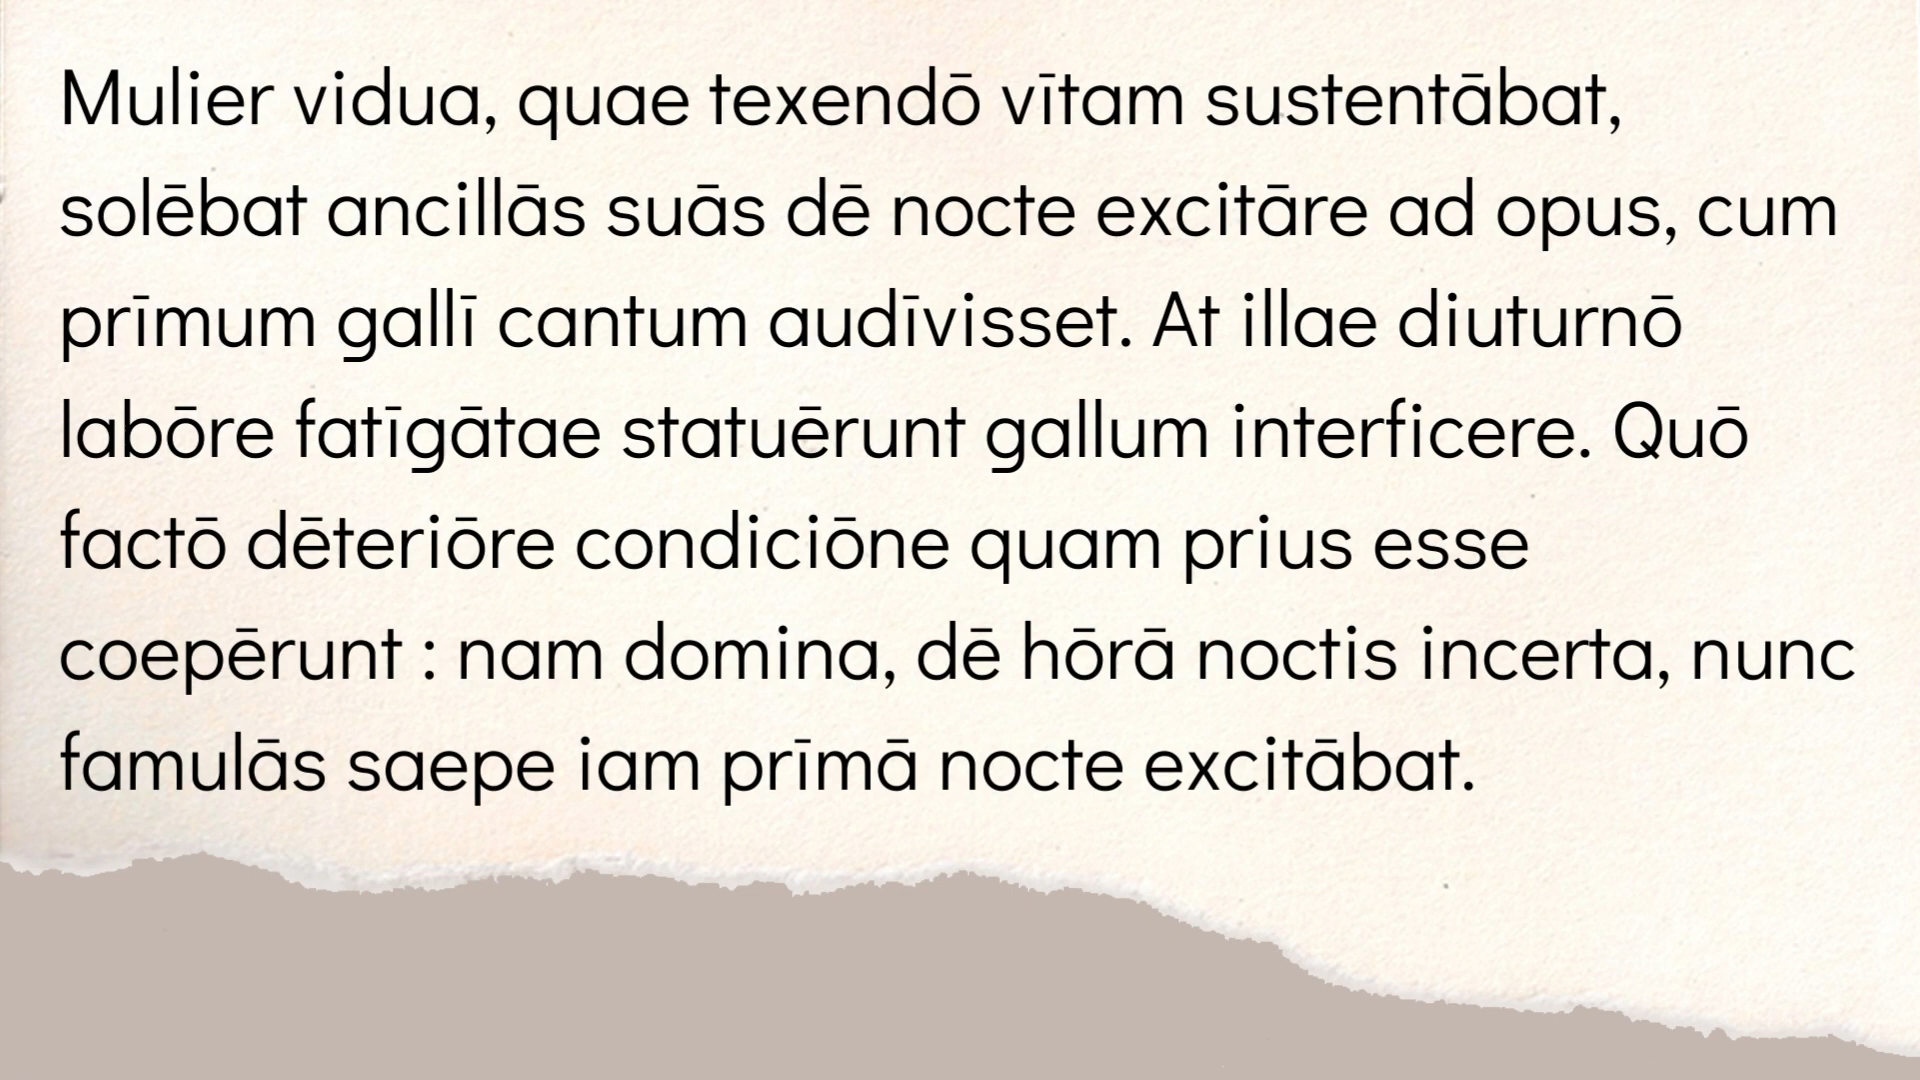 Mulier vidua, quae texendō vītam sustentābat,
solēbat ancillās suās dē nocte excitāre ad opus, cum
prīmum gallī cantum audīvisset. At illae diuturnō
labōre fatīgātae statuērunt gallum interficere. Quō
factō dēteriōre condiciōne quam prius esse
coepērunt : nam domina, dē hōrā noctis incerta, nunc
famulās saepe iam prīmā nocte excitābat.